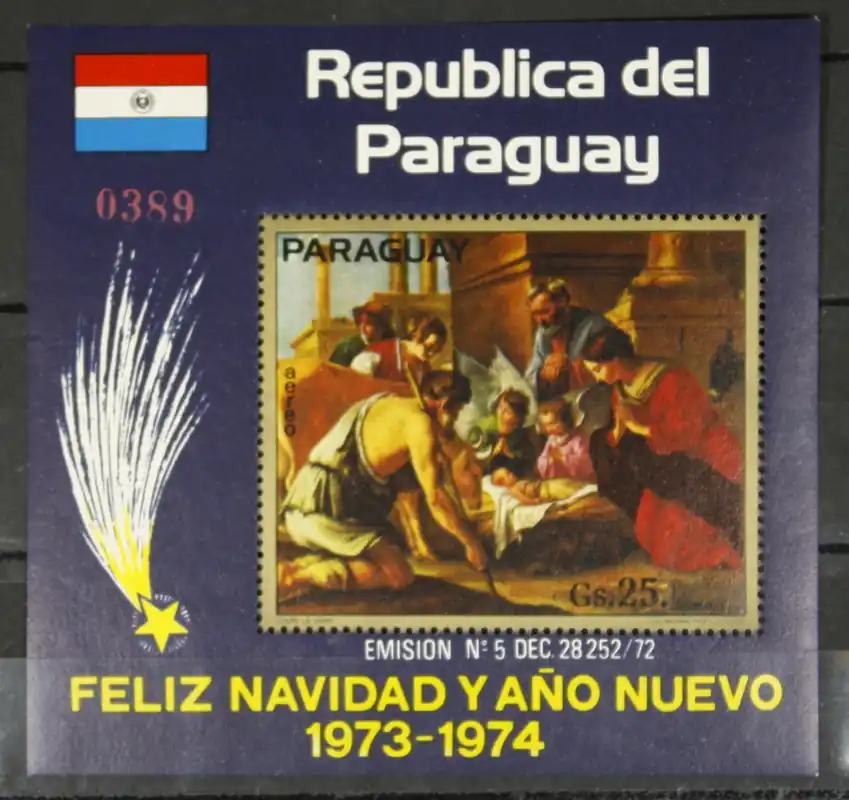 Republica del
Paraguay
0389
PARAGUAY
aereo
Gs.25.
EMISION Nº 5 DEC. 28252/72
FELIZ NAVIDAD Y AÑO NUEVO
1973-1974